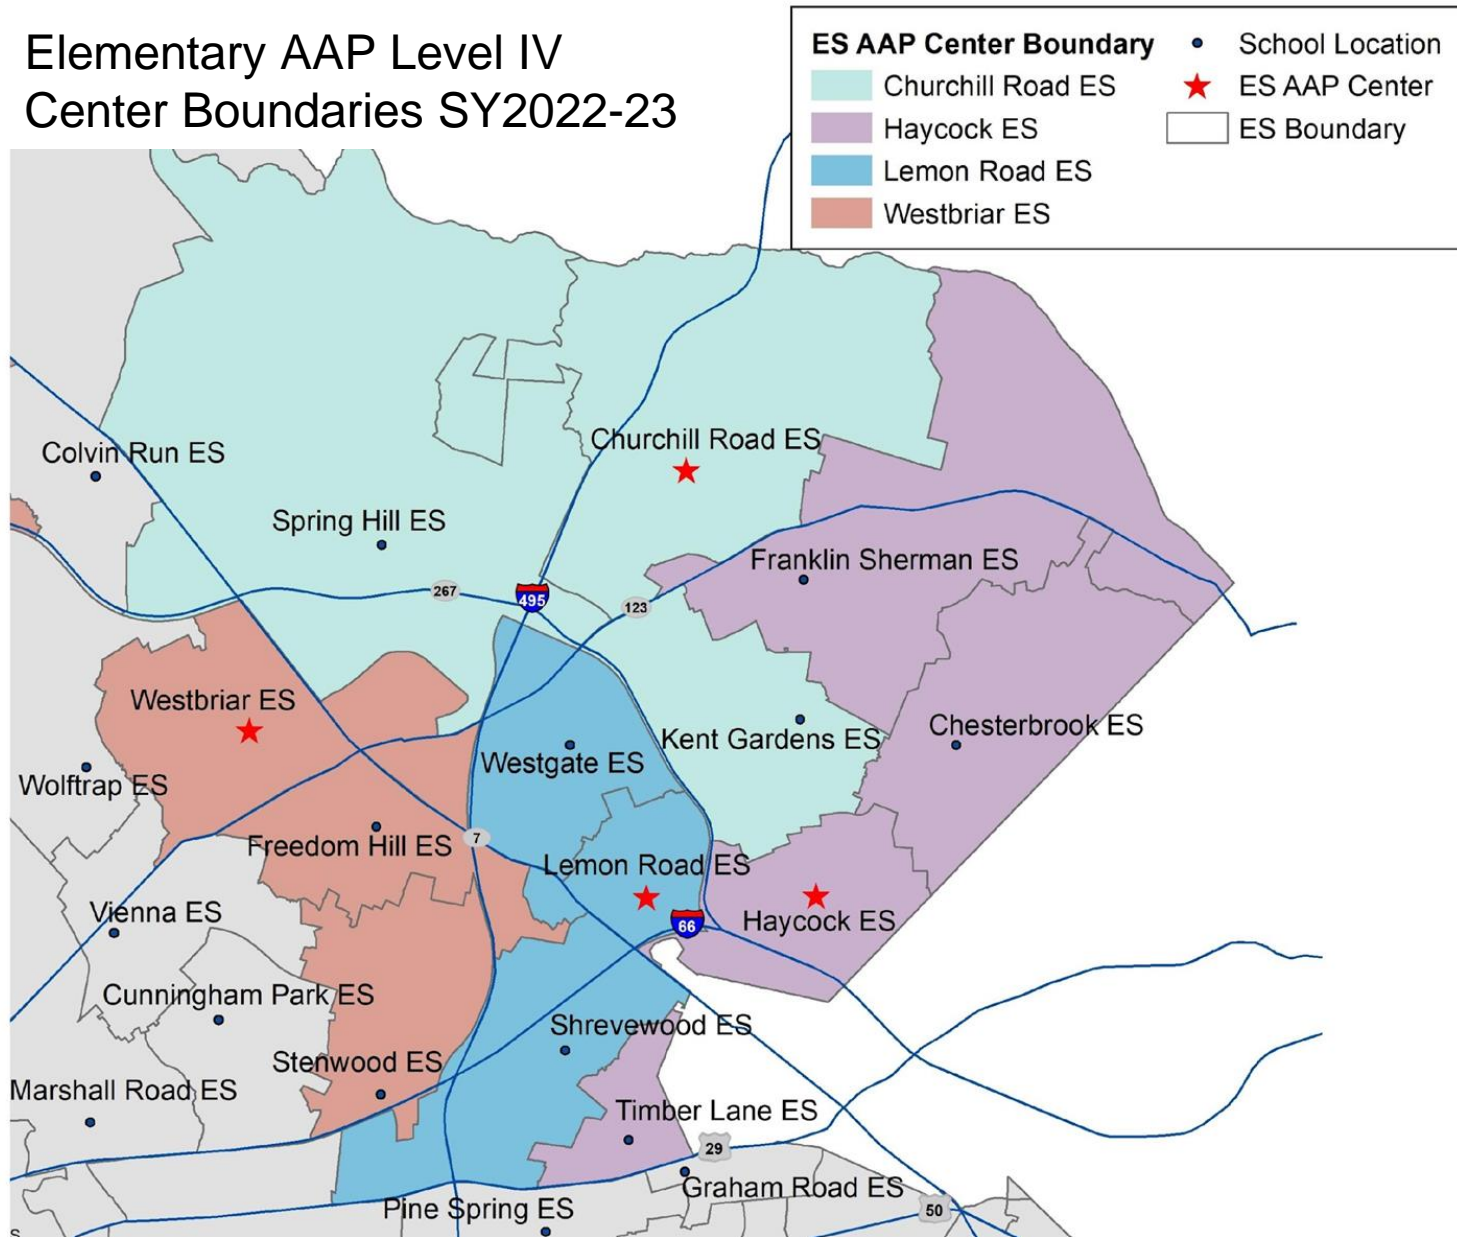 Elementary AAP Level IV
Center Boundaries SY2022-23
ES AAP Center Boundary
Churchill Road ES
Haycock ES
Lemon Road ES
Westbriar ES
School Location
ES AAP Center
ES Boundary
Colvin Run ES
Churchill Road ES
Spring Hill ES
Franklin Sherman ES
267
495
123
Westbriar ES
Kent Gardens ES
Chesterbrook ES
Westgate ES
Wolftrap ES
Freedom Hill ES
7
Lemon Road ES
Vienna ES
66
Haycock ES
Cunningham Park ES
Shrevewood ES
Stenwood ES
Marshall Road ES
Timber Lane ES
29
Graham Road ES
Pine Spring ES
50
s